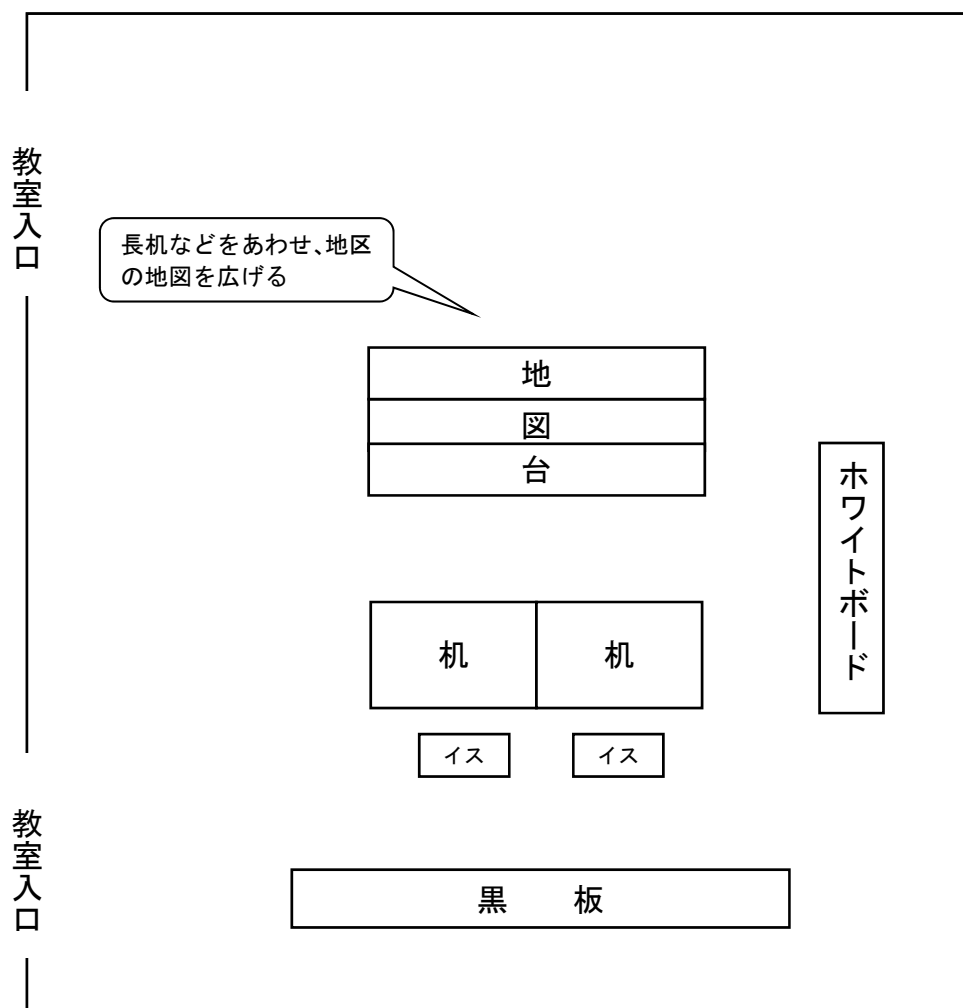 教室入口
長机などをあわせ、地区
の地図を広げる
地
図
台
ホワイトボード
机
机
イス
イス
教室入口
黒　板